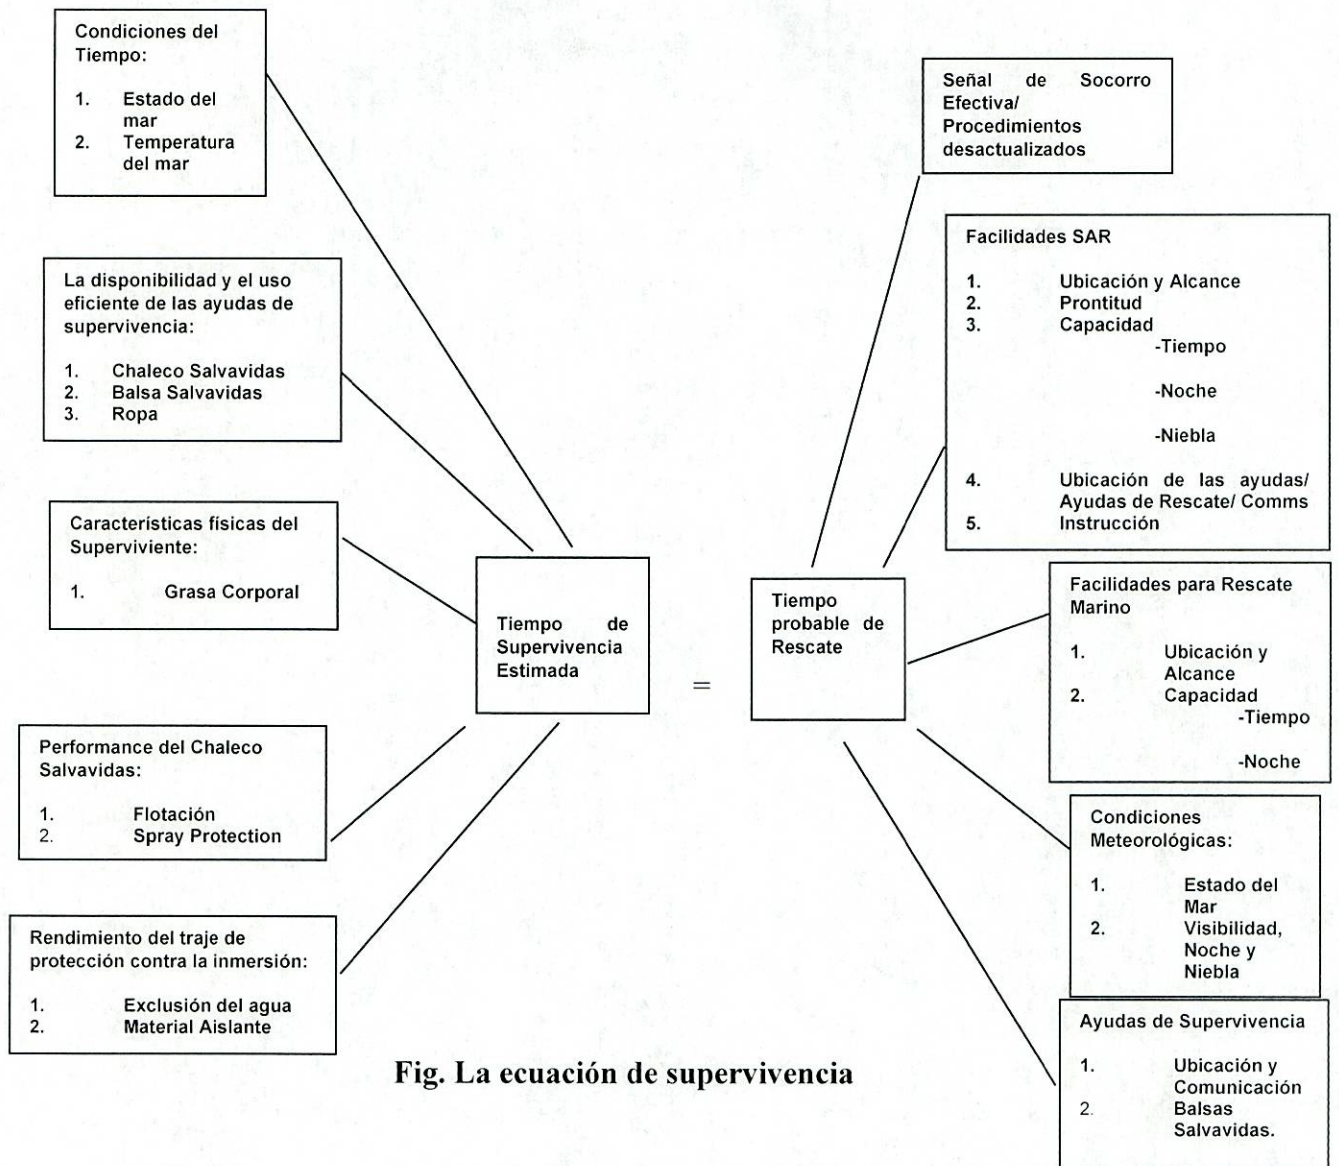 Condiciones del
Tiempo:
1. Estado del
mar
2. Temperatura
del mar
La disponibilidad y el uso
eficiente de las ayudas de
supervivencia:
1. Chaleco Salvavidas
2. Balsa Salvavidas
3. Ropa
Características físicas del
Superviviente:
1. Grasa Corporal
Performance del Chaleco
Salvavidas:
1. Flotación
2. Spray Protection
Rendimiento del traje de
protección contra la inmersión:
1. Exclusión del agua
2. Material Aislante
Tiempo de
Supervivencia
Estimada
=
Tiempo
probable de
Rescate
Señal de Socorro
Efectiva/
Procedimientos
desactualizados
Facilidades SAR
1. Ubicación y Alcance
2. Prontitud
3. Capacidad
-Tiempo
-Noche
-Niebla
4. Ubicación de las ayudas/
Ayudas de Rescate/ Comms
5. Instrucción
Facilidades para Rescate
Marino
1. Ubicación y
Alcance
2. Capacidad
-Tiempo
-Noche
Condiciones
Meteorológicas:
1. Estado del
Mar
2. Visibilidad,
Noche y
Niebla
Ayudas de Supervivencia
1. Ubicación y
Comunicación
2. Balsas
Salvavidas.
Fig. La ecuación de supervivencia